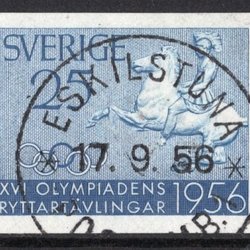 SVERIGE
25
ESKILSTUNA
17.9.56
XVI OLYMPIADENS
RYTTARTÄVLINGAR
1956